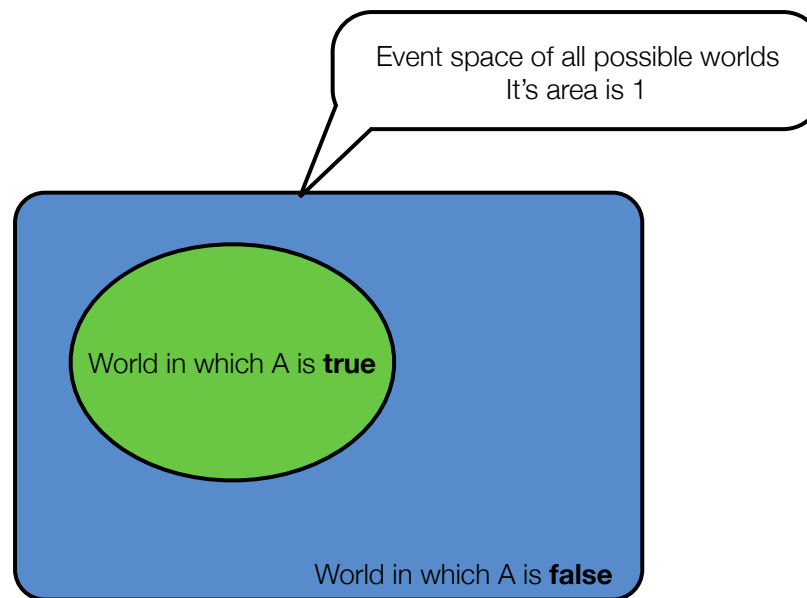 Event space of all possible worlds
It’s area is 1
World in which A is true
World in which A is false